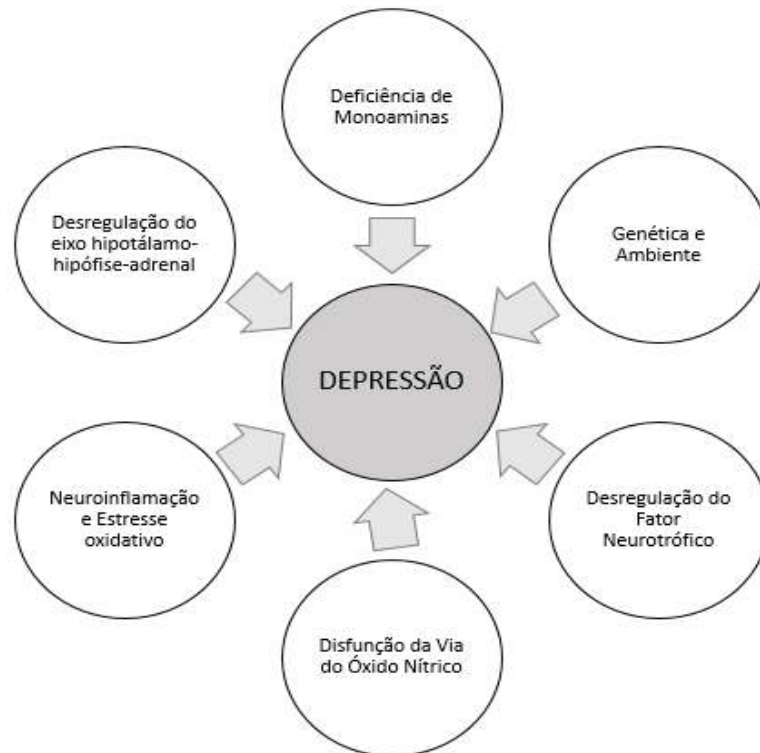 Deficiência de
Monoaminas
Desregulação do
eixo hipotálamo-
hipófise-adrenal
Genética e
Ambiente
DEPRESSÃO
Neuroinflamação
e Estresse
oxidativo
Desregulação do
Fator
Neurotrófico
Disfunção da Via
do Óxido Nítrico